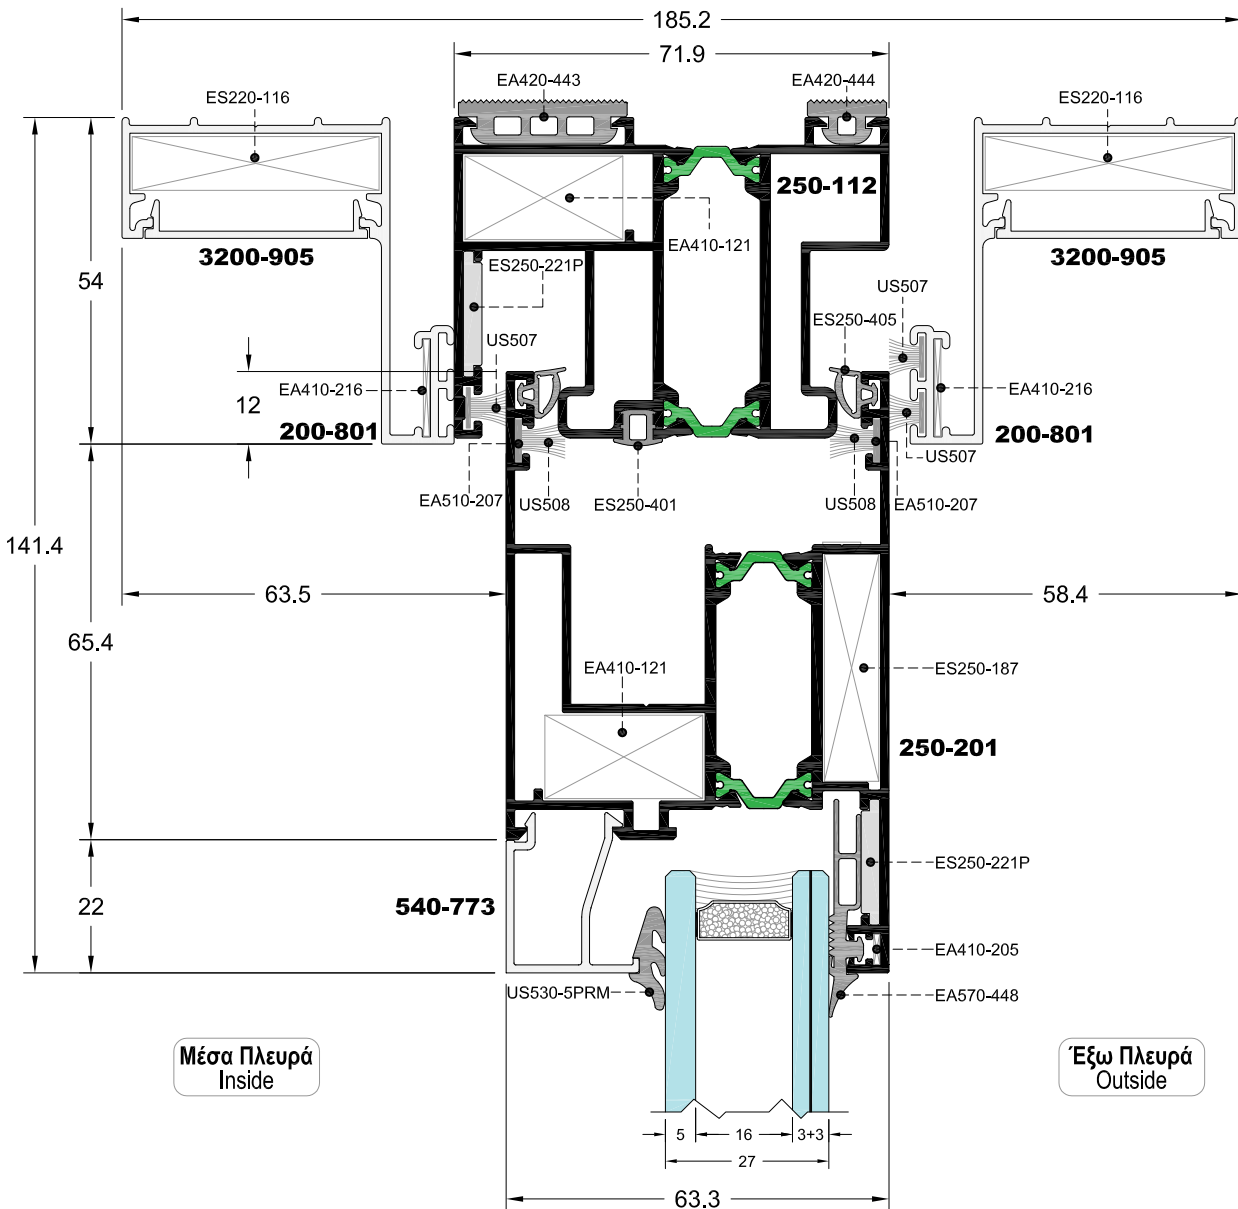 185.2
71.9
EA420-443
EA420-444
ES220-116
ES220-116
250-112
EA410-121
3200-905
3200-905
ES250-221P
54
US507
ES250-405
US507
EA410-216
EA410-216
12
200-801
200-801
US507
EA510-207
US508
ES250-401
US508
EA510-207
141.4
63.5
58.4
65.4
EA410-121
ES250-187
250-201
ES250-221P
22
540-773
EA410-205
US530-5PRM
EA570-448
Μέσα Πλευρά
Inside
Έξω Πλευρά
Outside
5
16
3+3
27
63.3